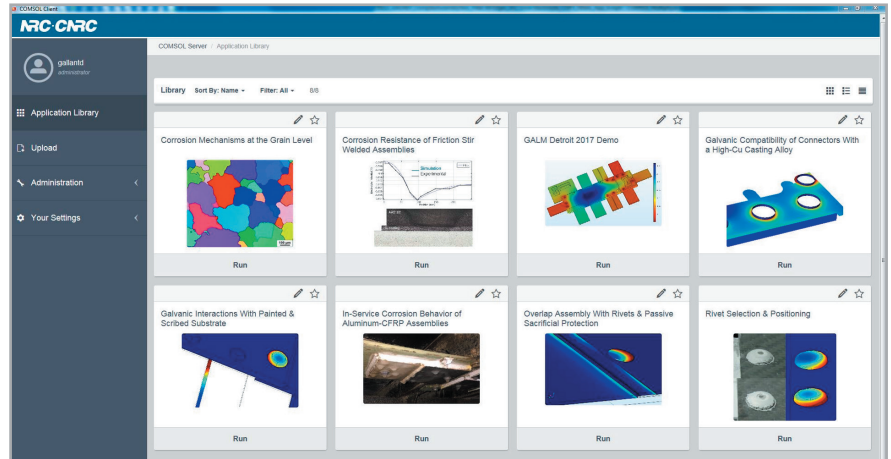 COMSOL Client
NRC·CNRC
gallantd
administrator
Application Library
Upload
Administration
Your Settings
COMSOL Server / Application Library
Library Sort By: Name Filter: All 8/8
Corrosion Mechanisms at the Grain Level
Run
Corrosion Resistance of Friction Stir
Welded Assemblies
Simulation
Experimental
Run
GALM Detroit 2017 Demo
Run
Galvanic Compatibility of Connectors With
a High-Cu Casting Alloy
Run
Galvanic Interactions With Painted &
Scribed Substrate
Run
In-Service Corrosion Behavior of
Aluminum-CFRP Assemblies
Run
Overlap Assembly With Rivets & Passive
Sacrificial Protection
Run
Rivet Selection & Positioning
Run